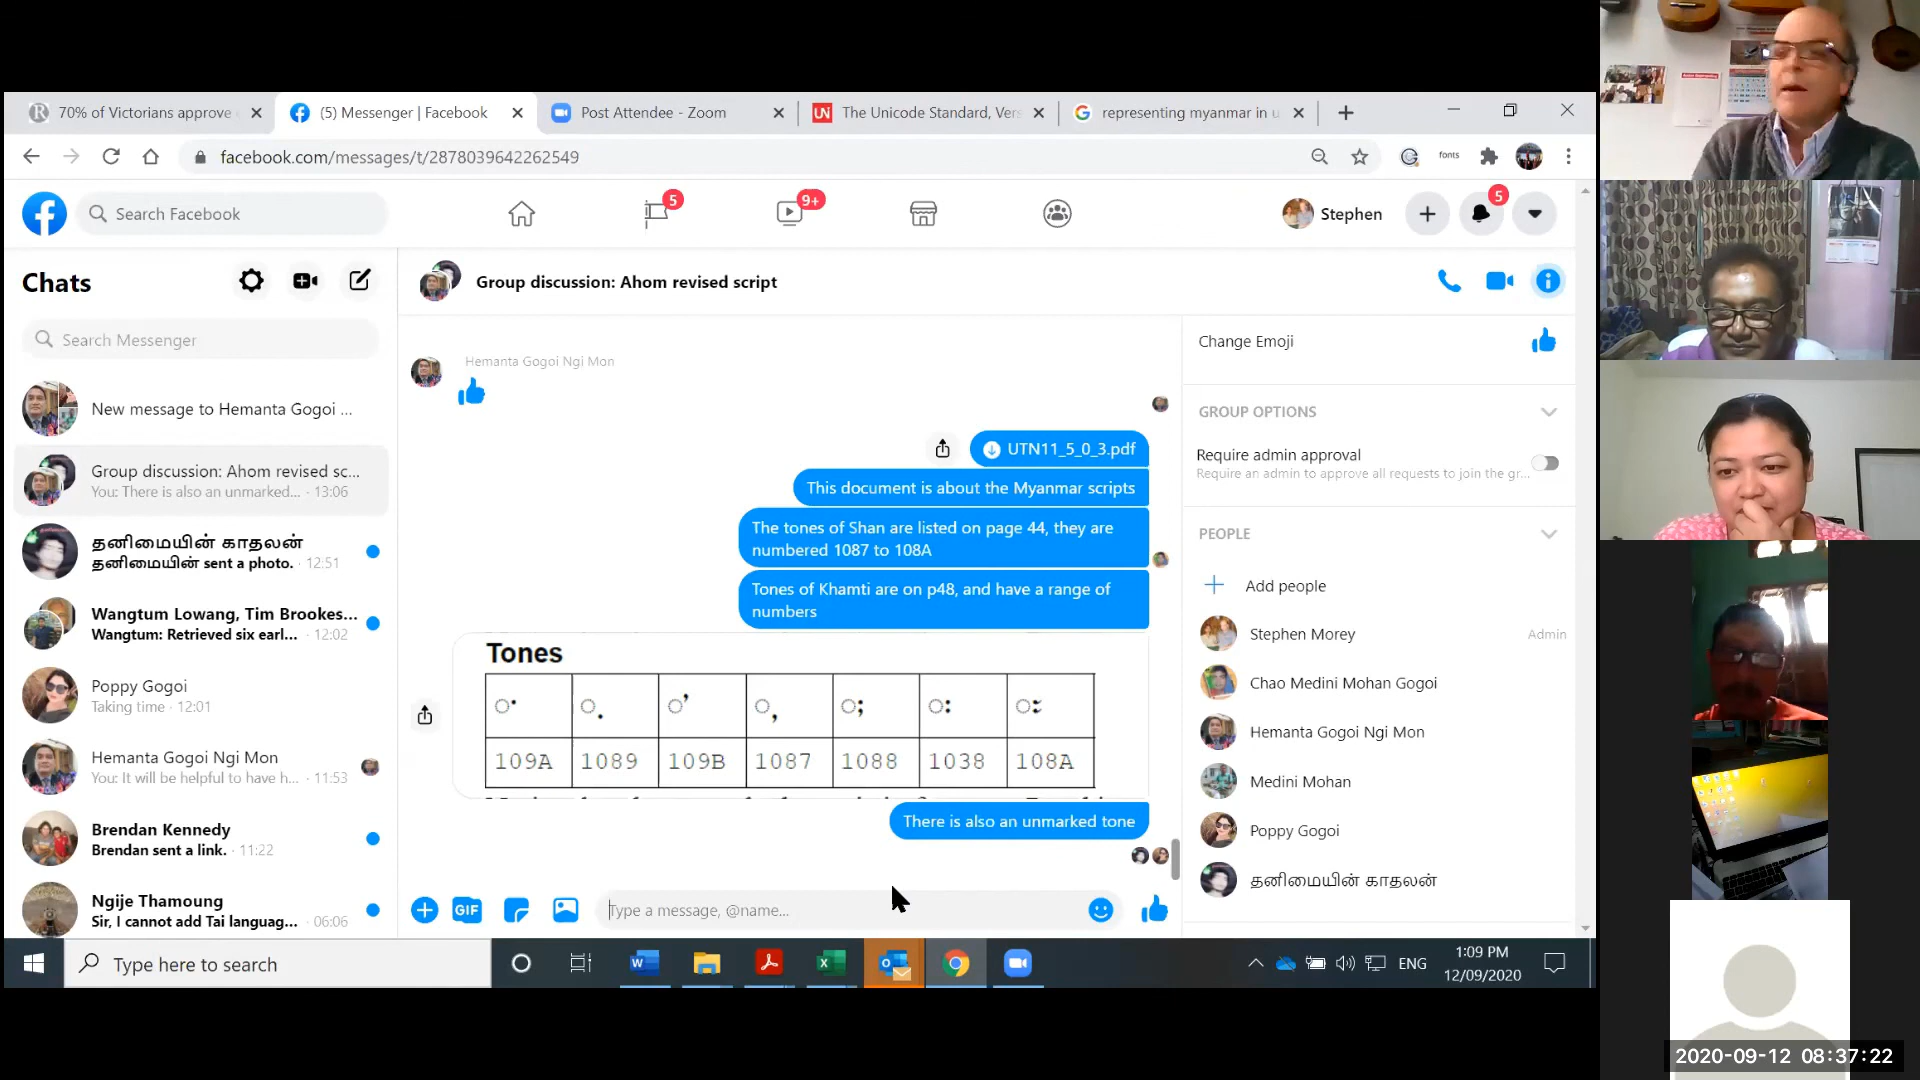 70% of Victorians approve
(5) Messenger | Facebook
Post Attendee - Zoom
The Unicode Standard, Vers
representing myanmar in u
facebook.com/messages/t/2878039642262549
fonts
Search Facebook
5
9+
Stephen
5
Chats
Search Messenger
New message to Hemanta Gogoi ...
Group discussion: Ahom revised sc...
You: There is also an unmarked... · 13:06
தனிமையின் காதலன்
தனிமையின் sent a photo. · 12:51
Wangtum Lowang, Tim Brookes...
Wangtum: Retrieved six earl... · 12:02
Poppy Gogoi
Taking time · 12:01
Hemanta Gogoi Ngi Mon
You: It will be helpful to have h... · 11:53
Brendan Kennedy
Brendan sent a link. · 11:22
Ngije Thamoung
Sir, I cannot add Tai languag... · 06:06
Group discussion: Ahom revised script
Hemanta Gogoi Ngi Mon
UTN11_5_0_3.pdf
This document is about the Myanmar scripts
The tones of Shan are listed on page 44, they are
numbered 1087 to 108A
Tones of Khamti are on p48, and have a range of
numbers
Tones
109A 1089 109B 1087 1088 1038 108A
There is also an unmarked tone
GIF
Type a message, @name...
Change Emoji
GROUP OPTIONS
Require admin approval
Require an admin to approve all requests to join the gr...
PEOPLE
Add people
Stephen Morey
Admin
Chao Medini Mohan Gogoi
Hemanta Gogoi Ngi Mon
Medini Mohan
Poppy Gogoi
தனிமையின் காதலன்
Type here to search
ENG
1:09 PM
12/09/2020
2020-09-12 08:37:22